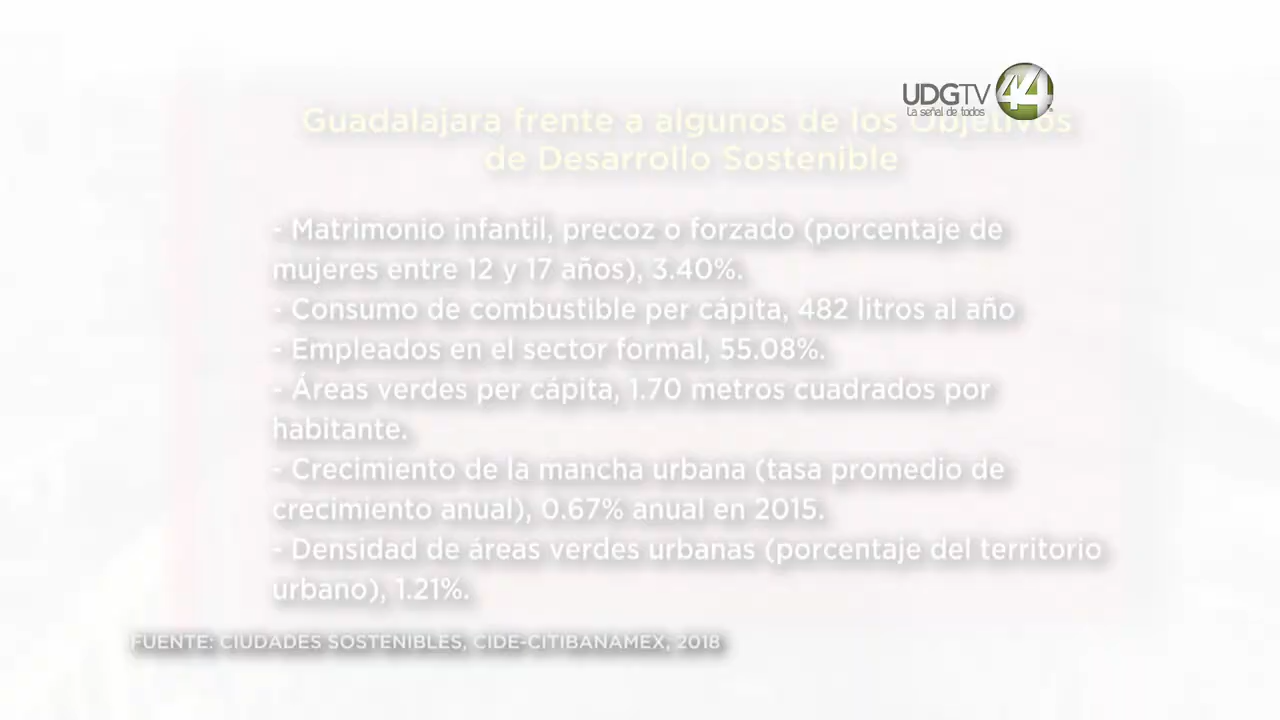 UDGTV 44
La señal de todos
Guadalajara frente a algunos de los Objetivos
de Desarrollo Sostenible
- Matrimonio infantil, precoz o forzado (porcentaje de
mujeres entre 12 y 17 años), 3.40%.
- Consumo de combustible per cápita, 482 litros al año
- Empleados en el sector formal, 55.08%.
- Áreas verdes per cápita, 1.70 metros cuadrados por
habitante.
- Crecimiento de la mancha urbana (tasa promedio de
crecimiento anual), 0.67% anual en 2015.
- Densidad de áreas verdes urbanas (porcentaje del territorio
urbano), 1.21%.
FUENTE: CIUDADES SOSTENIBLES, CIDE-CITIBANAMEX, 2018